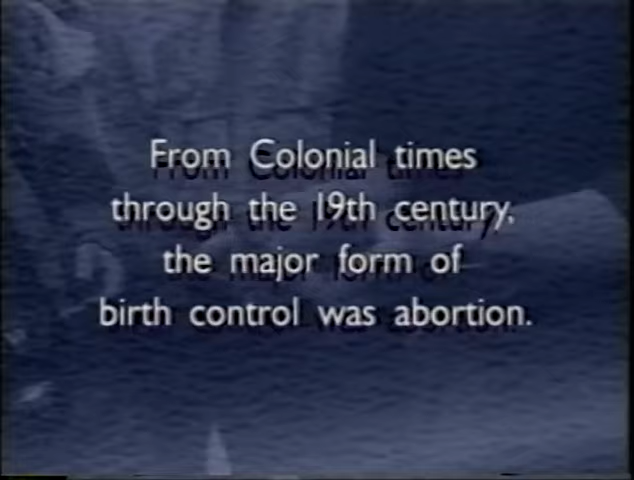 From Colonial times
through the 19th century,
the major form of
birth control was abortion.